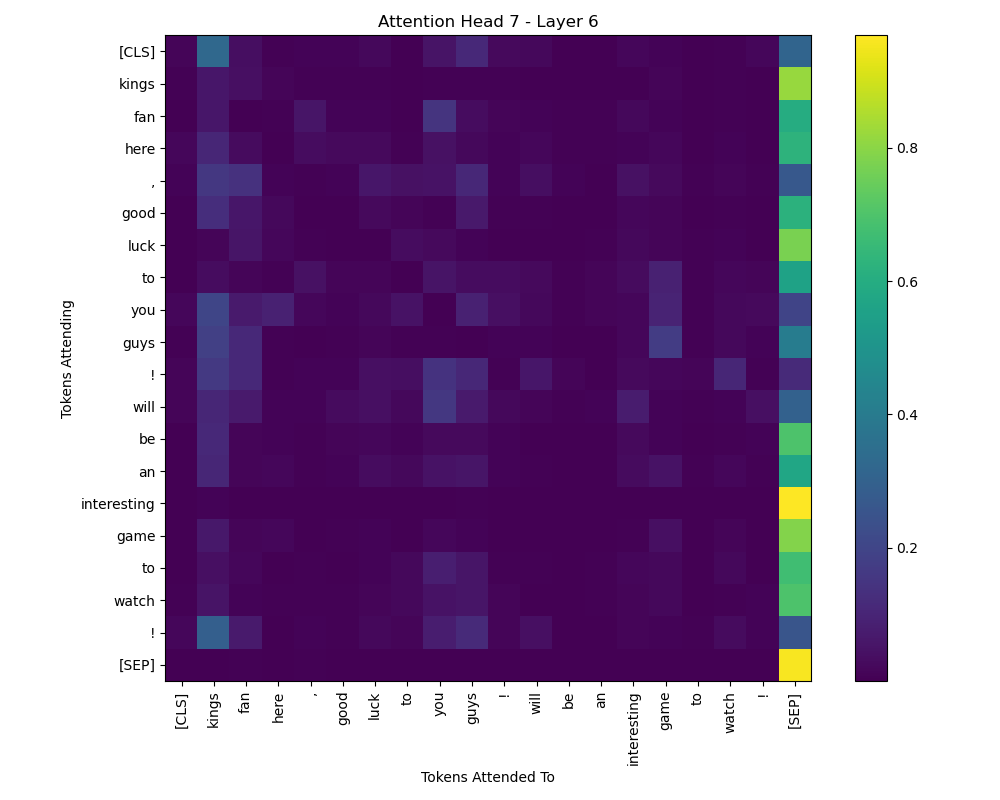 Attention Head 7 - Layer 6
Tokens Attending
[CLS]
kings
fan
here
,
good
luck
to
you
guys
!
will
be
an
interesting
game
to
watch
!
[SEP]
[CLS] kings fan here , good luck to you guys ! will be an interesting game to watch ! [SEP]
Tokens Attended To
0.8
0.6
0.4
0.2